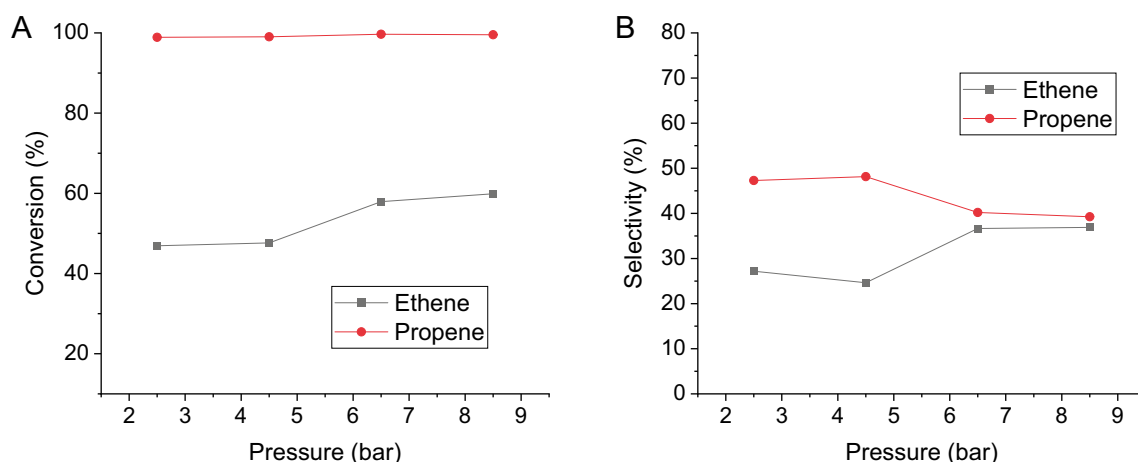 A
Conversion (%)
100
80
60
40
20
Ethene
Propene
2 3 4 5 6 7 8 9
Pressure (bar)
B
Selectivity (%)
80
70
60
50
40
30
20
10
0
Ethene
Propene
2 3 4 5 6 7 8 9
Pressure (bar)